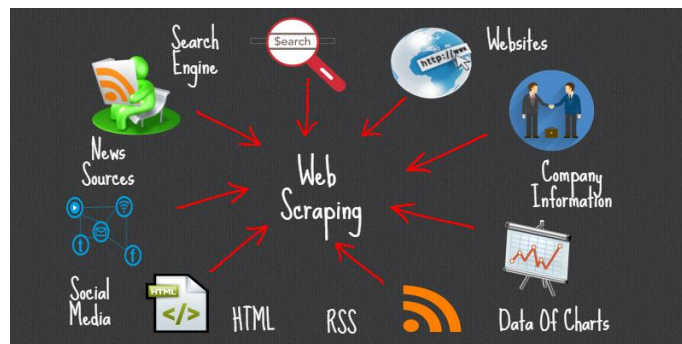 Search
Engine
$earch
http://www
Websites
News
Sources
Web
Scraping
Company
Information
Social
Media
t
f
HTML
</>
HTML
RSS
Data Of Charts